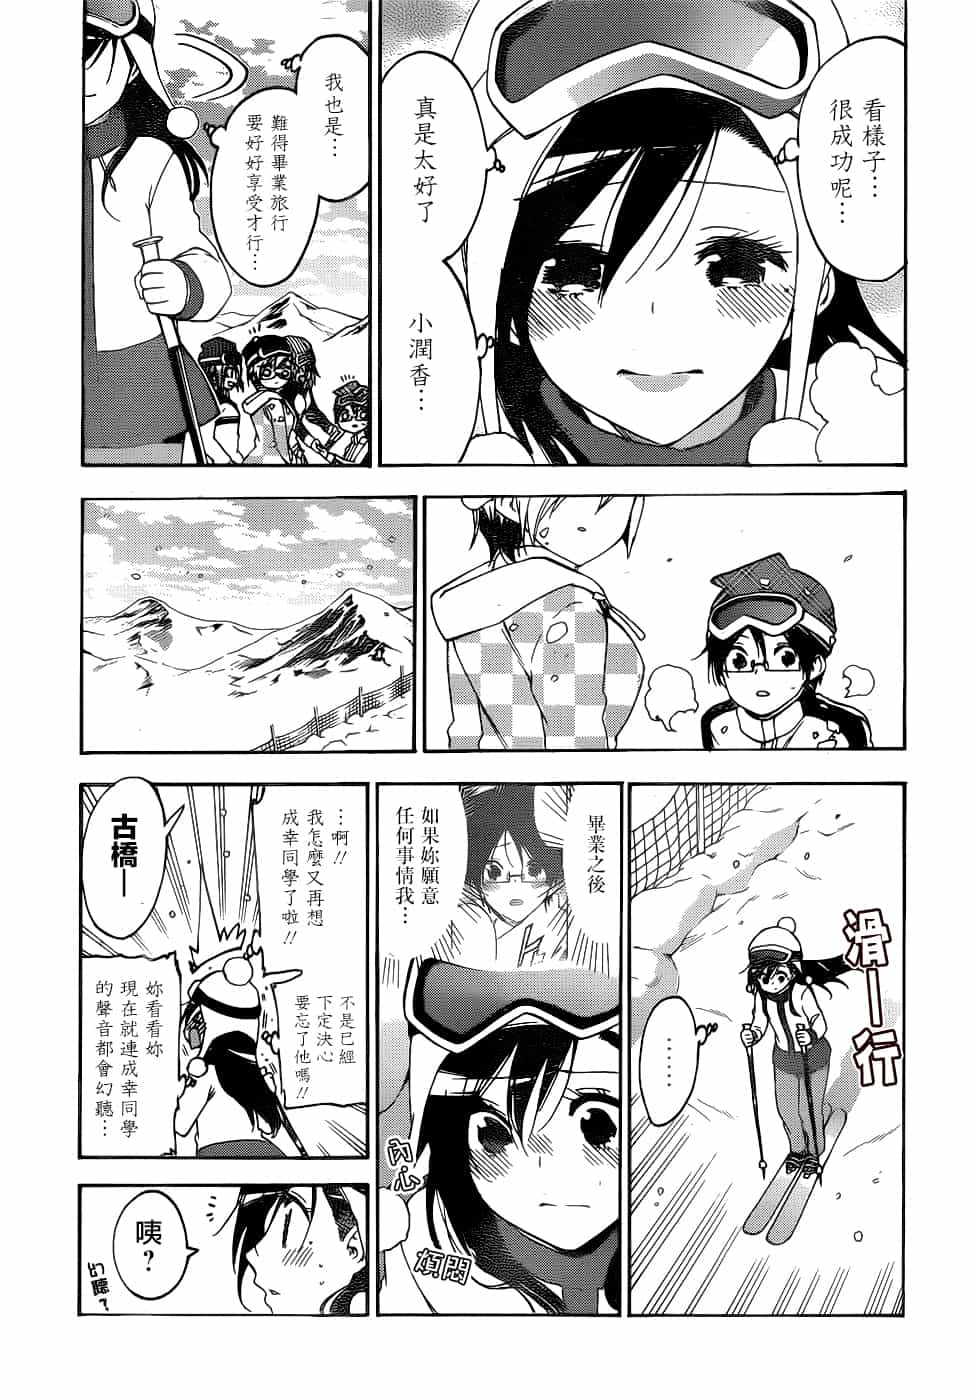 看樣子…
很成功呢…
真是太好了
小潤香…
我也是…
難得畢業旅行
要好好享受才行…
滑ー行
…………
畢業之後
如果妳願意
任何事情我…
內心
煩悶
…啊!!
我怎麼又再想
成幸同學了啦!!
不是已經
下定決心
要忘了他嗎!!
古橋ー
妳看看妳
現在就連成幸同學
的聲音都會幻聽…
咦?
幻聽?